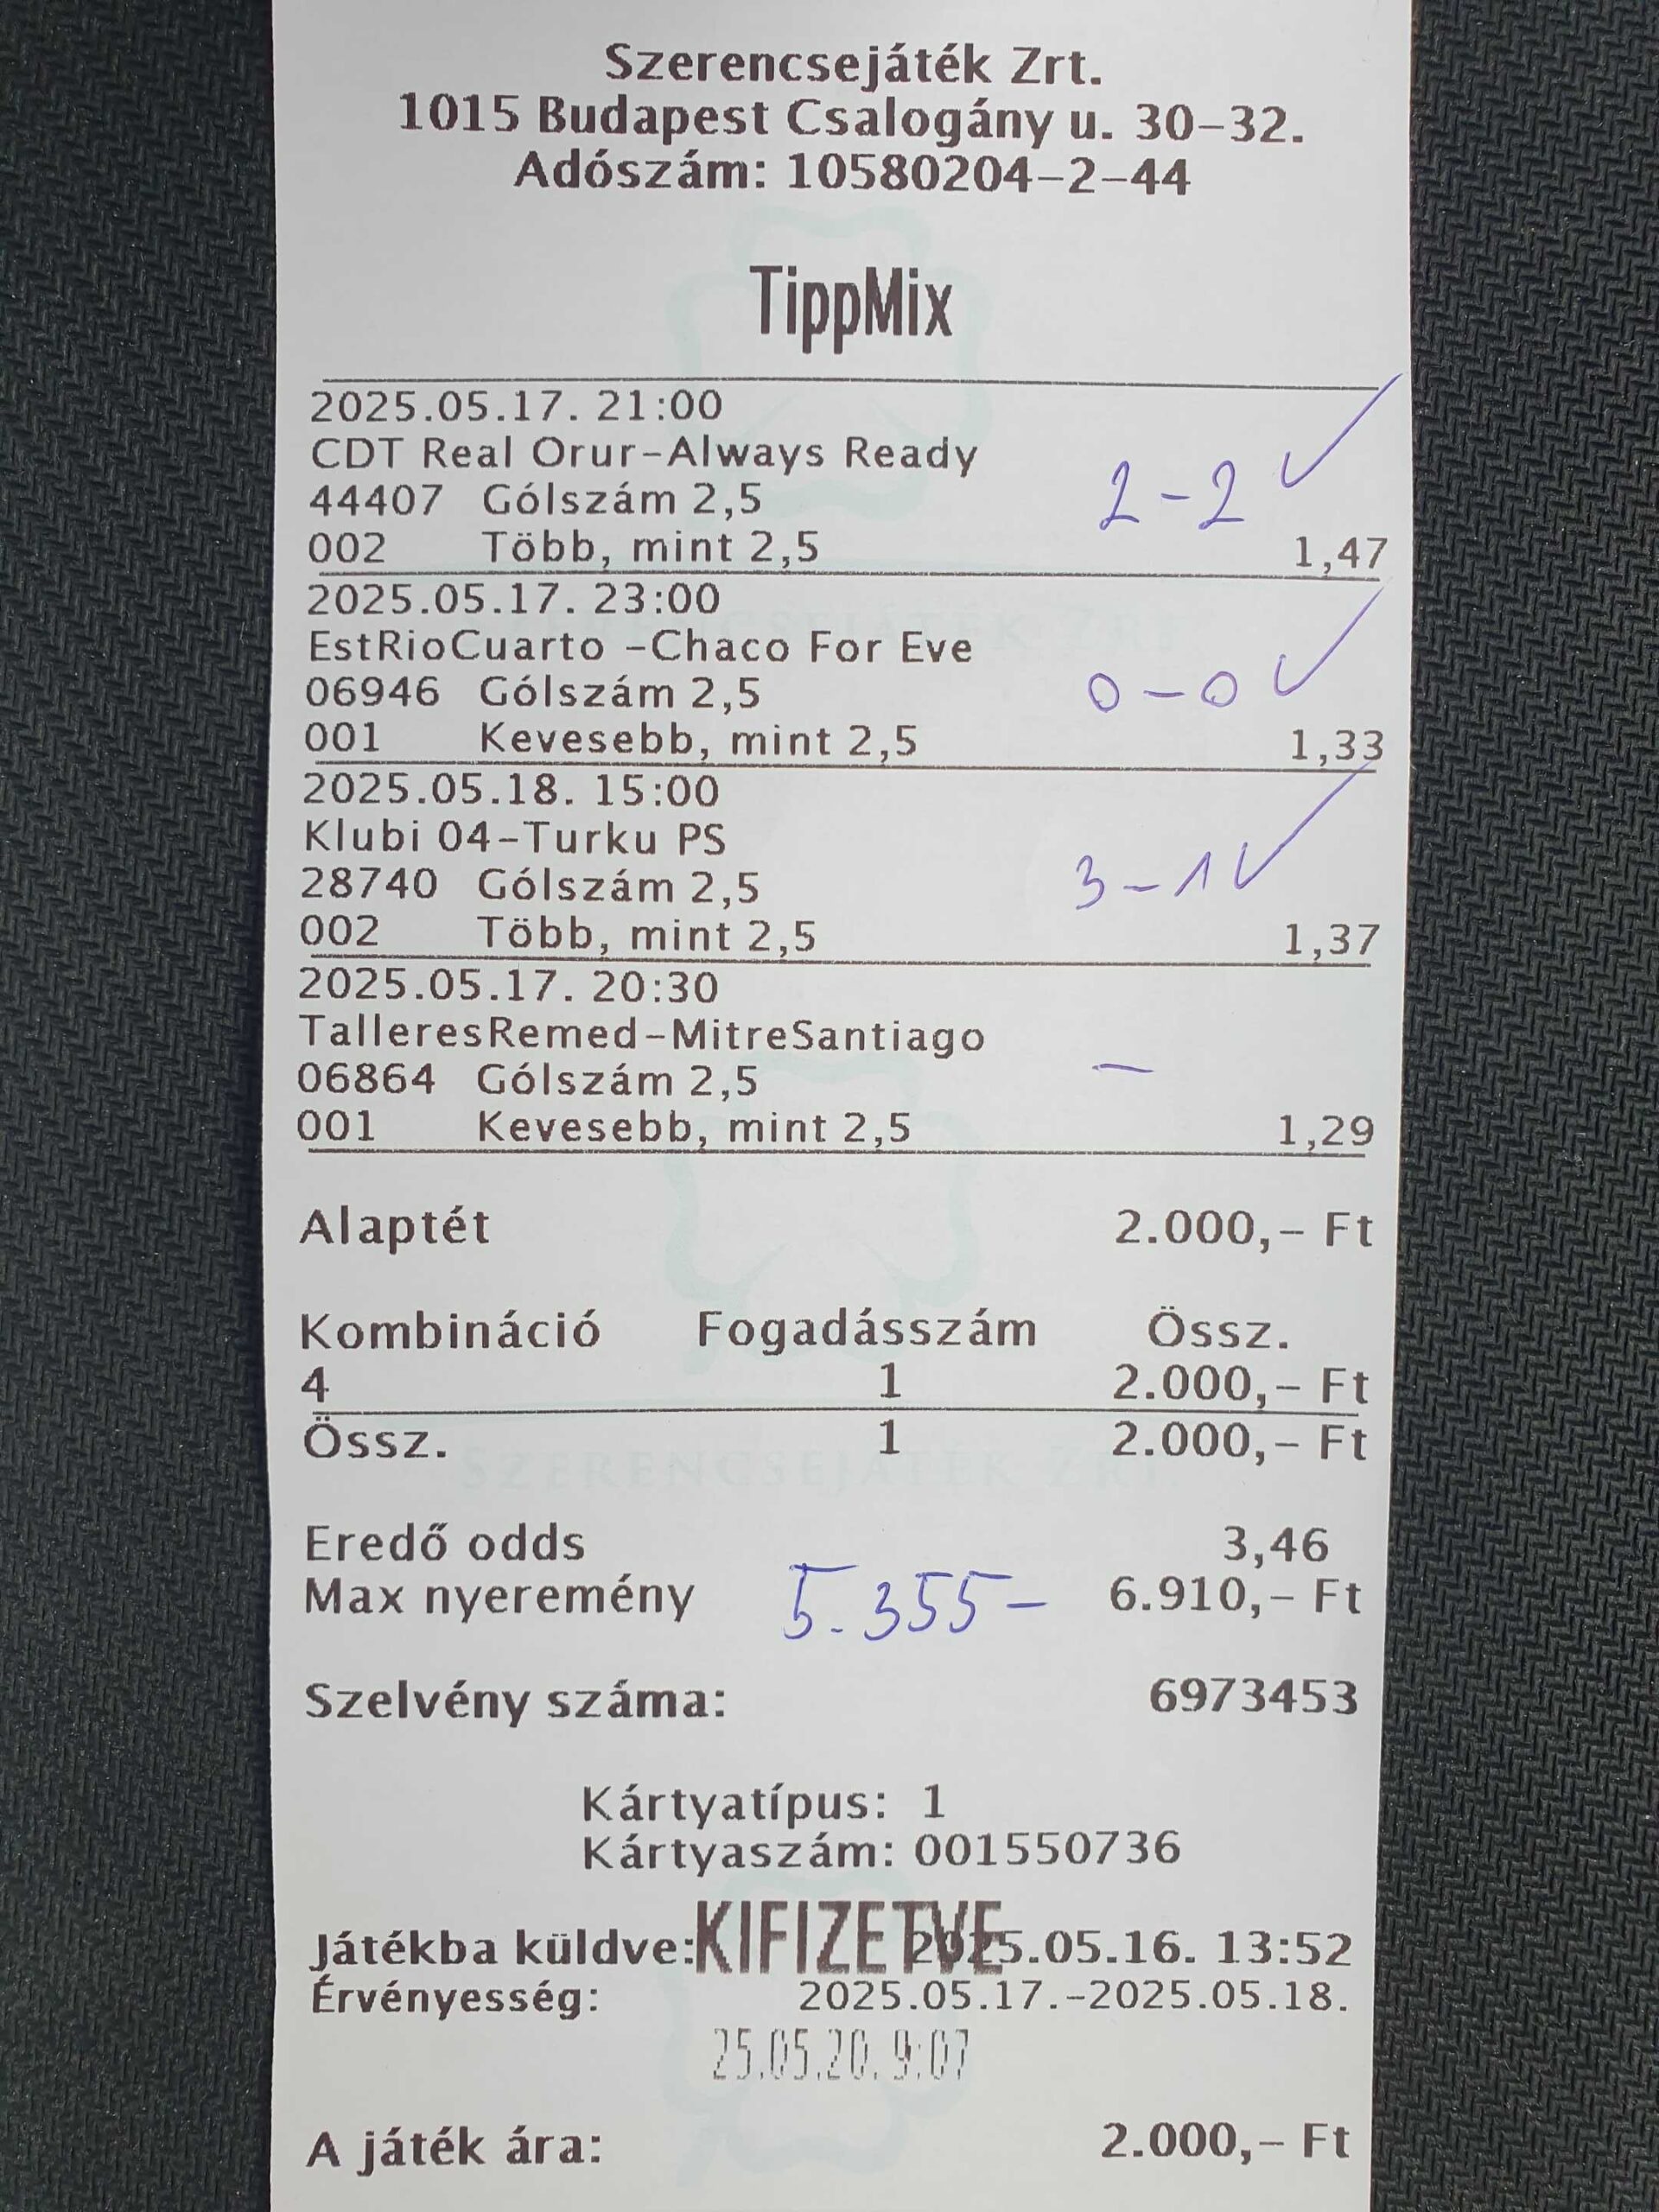 Szerencsejáték Zrt.
1015 Budapest Csalogány u. 30-32.
Adószám: 10580204-2-44
TippMix
2025.05.17. 21:00
CDT Real Orur-Always Ready
44407 Gólszám 2,5
2-2
002 Több, mint 2,5 1,47
2025.05.17. 23:00
EstRioCuarto -Chaco For Eve
06946 Gólszám 2,5
0-0
001 Kevesebb, mint 2,5 1,33
2025.05.18. 15:00
Klubi 04-Turku PS
28740 Gólszám 2,5
3-1
002 Több, mint 2,5 1,37
2025.05.17. 20:30
TalleresRemed-MitreSantiago
06864 Gólszám 2,5
-
001 Kevesebb, mint 2,5 1,29
Alaptét 2.000,- Ft
Kombináció Fogadásszám Össz.
4 1 2.000,- Ft
Össz. 1 2.000,- Ft
SZERENCSEJÁTÉK ZRT
Eredő odds 3,46
Max nyeremény 5.355- 6.910,- Ft
Szelvény száma: 6973453
Kártyatípus: 1
Kártyaszám: 001550736
KIFIZETVE
Játékba küldve: 2025.05.16. 13:52
Érvényesség: 2025.05.17.-2025.05.18.
25.05.20. 9:07
A játék ára: 2.000,- Ft